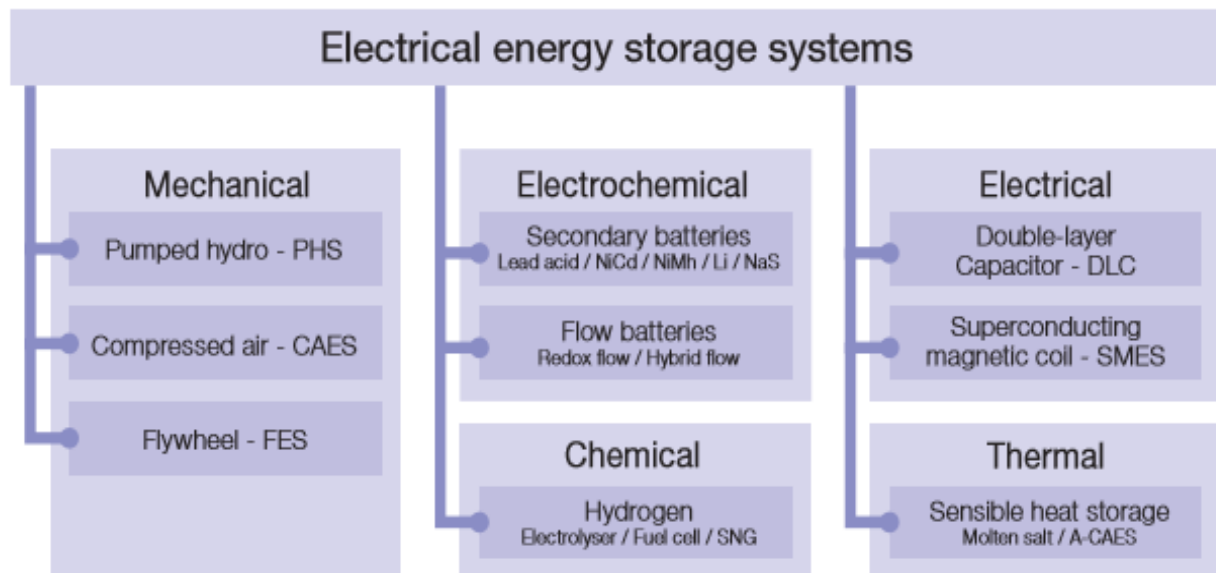 Electrical energy storage systems
Mechanical
Pumped hydro - PHS
Compressed air - CAES
Flywheel - FES
Electrochemical
Secondary batteries
Lead acid / NiCd / NiMh / Li / NaS
Flow batteries
Redox flow / Hybrid flow
Chemical
Hydrogen
Electrolyser / Fuel cell / SNG
Electrical
Double-layer
Capacitor - DLC
Superconducting
magnetic coil - SMES
Thermal
Sensible heat storage
Molten salt / A-CAES